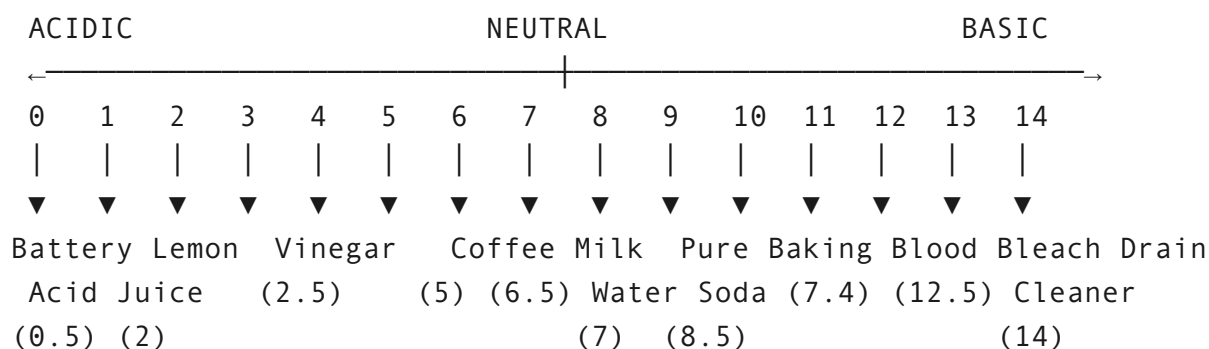 ACIDIC NEUTRAL BASIC
0 1 2 3 4 5 6 7 8 9 10 11 12 13 14
Battery Lemon Vinegar Coffee Milk Pure Baking Blood Bleach Drain
Acid Juice (2.5) (5) (6.5) Water Soda (7.4) (12.5) Cleaner
(0.5) (2) (7) (8.5) (14)